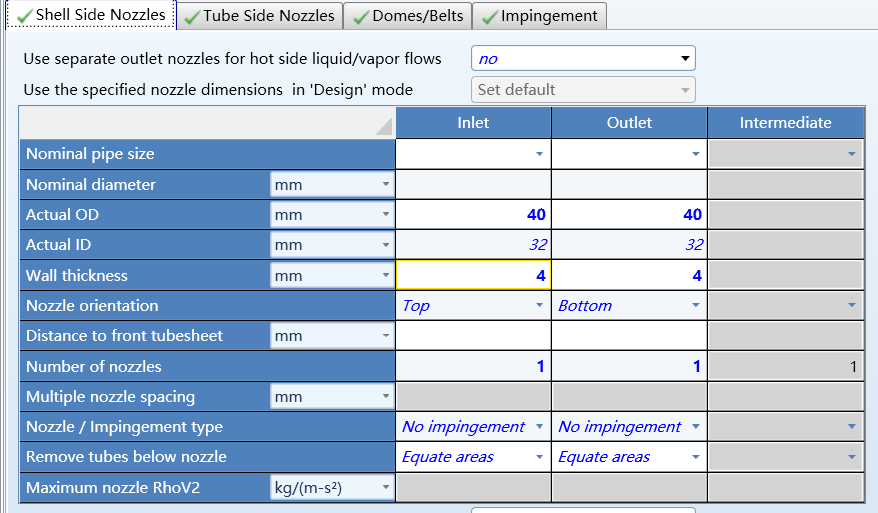 Shell Side Nozzles Tube Side Nozzles Domes/Belts Impingement
Use separate outlet nozzles for hot side liquid/vapor flows no
Use the specified nozzle dimensions in 'Design' mode Set default
Inlet Outlet Intermediate
Nominal pipe size
Nominal diameter mm
Actual OD mm 40 40
Actual ID mm 32 32
Wall thickness mm 4 4
Nozzle orientation Top Bottom
Distance to front tubesheet mm
Number of nozzles 1 1 1
Multiple nozzle spacing mm
Nozzle / Impingement type No impingement No impingement
Remove tubes below nozzle Equate areas Equate areas
Maximum nozzle RhoV2 kg/(m-s²)